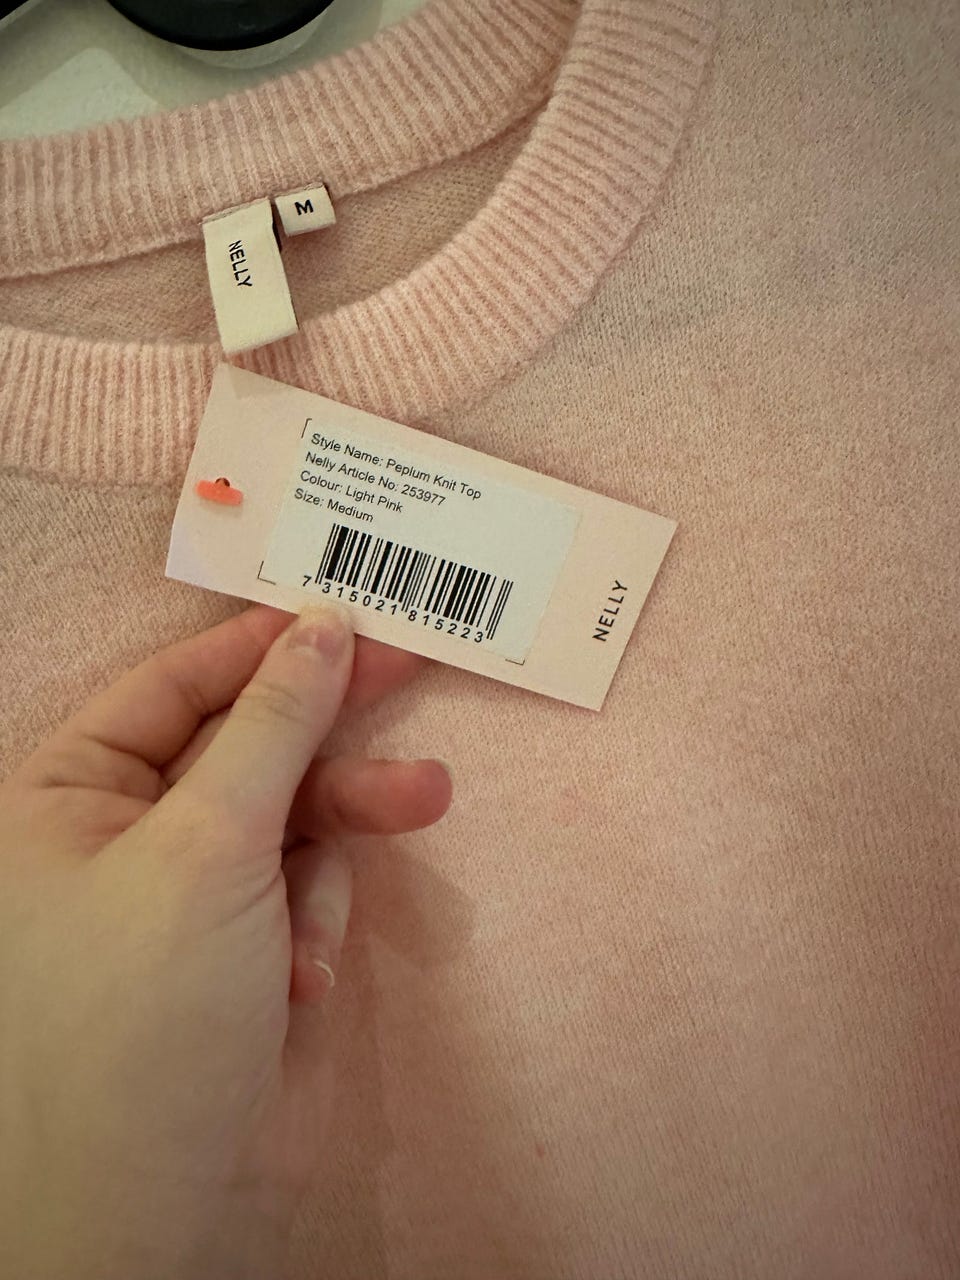 M
NELLY
Style Name: Peplum Knit Top
Nelly Article No: 253977
Colour: Light Pink
Size: Medium
7 315021 815223
NELLY